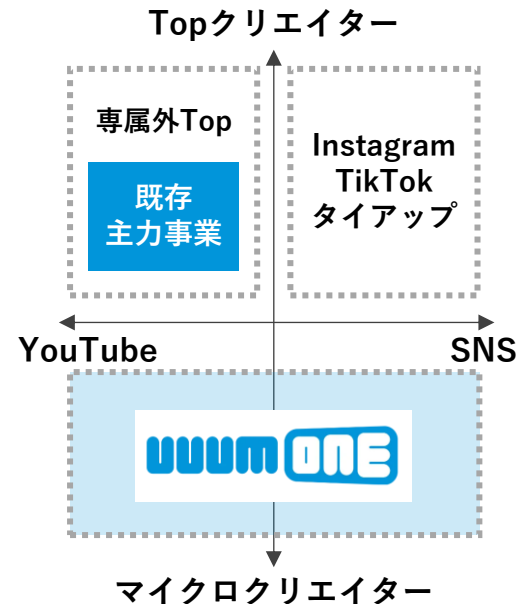 Topクリエイター
専属外Top
既存
主力事業
Instagram
TikTok
タイアップ
YouTube
SNS
UUUM ONE
マイクロクリエイター